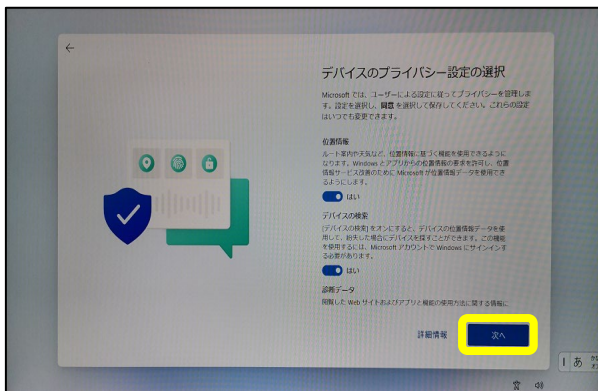 デバイスのプライバシー設定の選択
Microsoft では、ユーザーによる設定に従ってプライバシーを管理しま
す。設定を選択し、同意 を選択して保存してください。これらの設定
はいつでも変更できます。
位置情報
ルート案内や天気など、位置情報に基づく機能を使用できるように
なります。Windows とアプリからの位置情報の要求を許可し、位置
情報サービス改善のために Microsoft が位置情報データを使用でき
るようにします。
はい
デバイスの検索
[デバイスの検索] をオンにすると、デバイスの位置情報データを使
用して、紛失した場合にデバイスを探すことができます。この機能
を使用するには、Microsoft アカウントで Windows にサインインす
る必要があります。
はい
診断データ
閲覧した Web サイトおよびアプリと機能の使用方法に関する情報に
詳細情報
次へ
あ